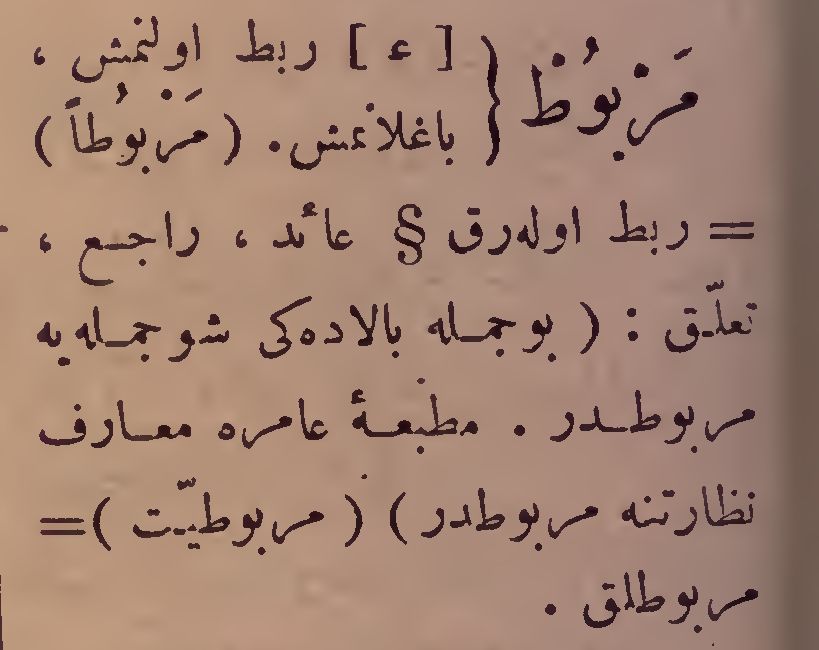 مَرْبُوطْ { [ ء ] ربط اولنمش ،
باغلانمش . ( مَرْبُوطاً )
= ربط اوله‌رق § عائد ، راجع ،
تعلّق : ( بوجمله بالاده‌کی شوجمله‌یه
مربوطدر . مطبعهٔ عامره معارف
نظارتنه مربوطدر ) ( مربوطیّت ) =
مربوطلق .